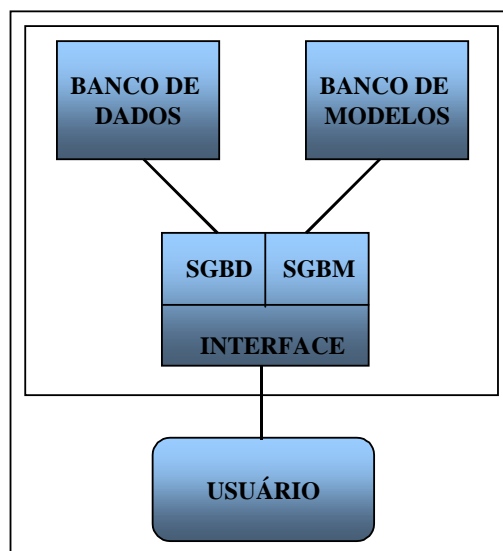 BANCO DE
DADOS
BANCO DE
MODELOS
SGBD
SGBM
INTERFACE
USUÁRIO